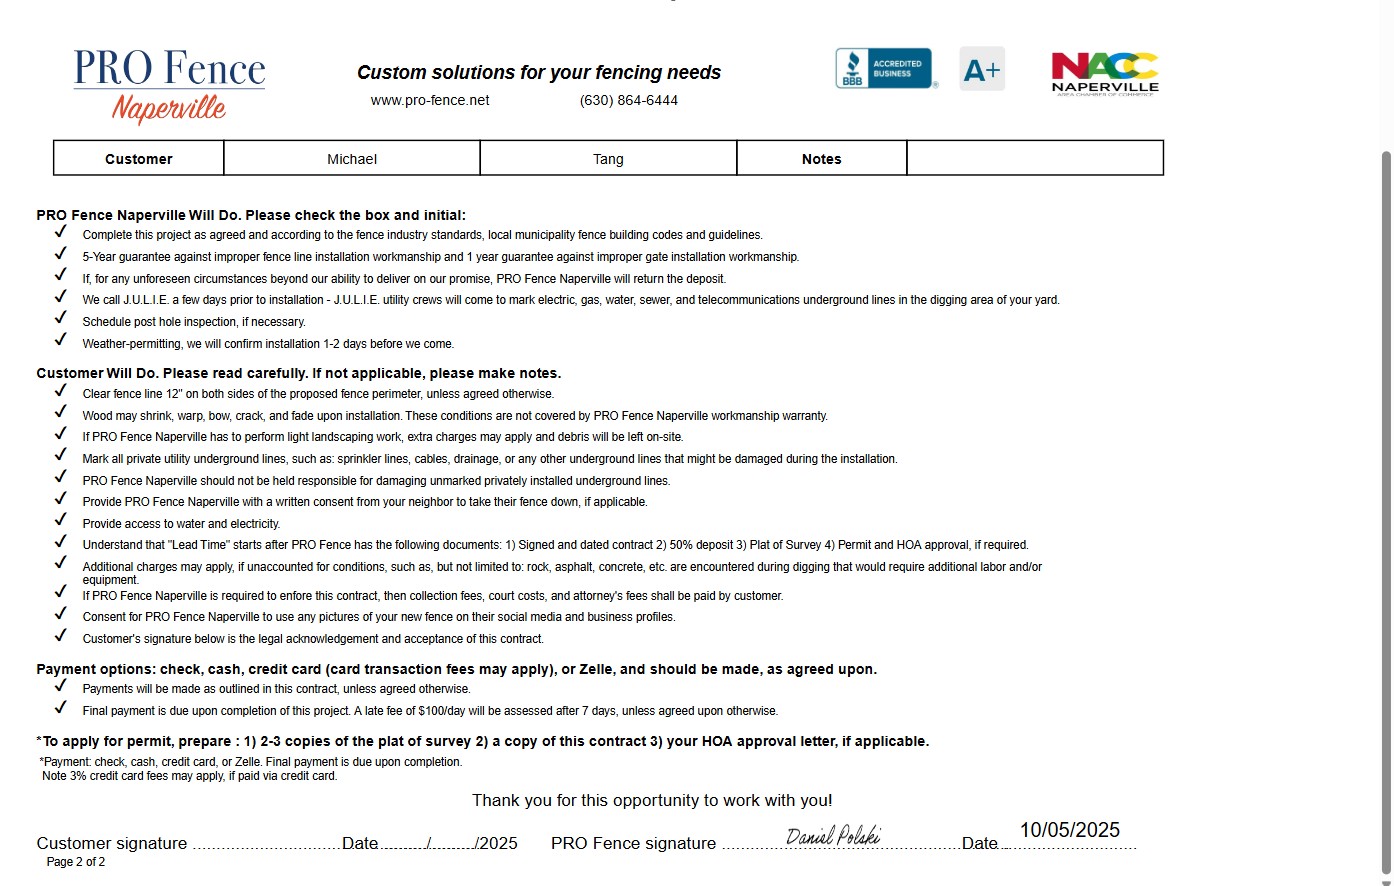 PRO Fence
Naperville
Custom solutions for your fencing needs
www.pro-fence.net (630) 864-6444
BBB ACCREDITED BUSINESS ®
A+
NACC
NAPERVILLE
AREA CHAMBER OF COMMERCE
Customer Michael Tang Notes
PRO Fence Naperville Will Do. Please check the box and initial:
✓ Complete this project as agreed and according to the fence industry standards, local municipality fence building codes and guidelines.
✓ 5-Year guarantee against improper fence line installation workmanship and 1 year guarantee against improper gate installation workmanship.
✓ If, for any unforeseen circumstances beyond our ability to deliver on our promise, PRO Fence Naperville will return the deposit.
✓ We call J.U.L.I.E. a few days prior to installation - J.U.L.I.E. utility crews will come to mark electric, gas, water, sewer, and telecommunications underground lines in the digging area of your yard.
✓ Schedule post hole inspection, if necessary.
✓ Weather-permitting, we will confirm installation 1-2 days before we come.
Customer Will Do. Please read carefully. If not applicable, please make notes.
✓ Clear fence line 12" on both sides of the proposed fence perimeter, unless agreed otherwise.
✓ Wood may shrink, warp, bow, crack, and fade upon installation. These conditions are not covered by PRO Fence Naperville workmanship warranty.
✓ If PRO Fence Naperville has to perform light landscaping work, extra charges may apply and debris will be left on-site.
✓ Mark all private utility underground lines, such as: sprinkler lines, cables, drainage, or any other underground lines that might be damaged during the installation.
✓ PRO Fence Naperville should not be held responsible for damaging unmarked privately installed underground lines.
✓ Provide PRO Fence Naperville with a written consent from your neighbor to take their fence down, if applicable.
✓ Provide access to water and electricity.
✓ Understand that "Lead Time" starts after PRO Fence has the following documents: 1) Signed and dated contract 2) 50% deposit 3) Plat of Survey 4) Permit and HOA approval, if required.
✓ Additional charges may apply, if unaccounted for conditions, such as, but not limited to: rock, asphalt, concrete, etc. are encountered during digging that would require additional labor and/or
equipment.
✓ If PRO Fence Naperville is required to enfore this contract, then collection fees, court costs, and attorney's fees shall be paid by customer.
✓ Consent for PRO Fence Naperville to use any pictures of your new fence on their social media and business profiles.
✓ Customer's signature below is the legal acknowledgement and acceptance of this contract.
Payment options: check, cash, credit card (card transaction fees may apply), or Zelle, and should be made, as agreed upon.
✓ Payments will be made as outlined in this contract, unless agreed otherwise.
✓ Final payment is due upon completion of this project. A late fee of $100/day will be assessed after 7 days, unless agreed upon otherwise.
*To apply for permit, prepare : 1) 2-3 copies of the plat of survey 2) a copy of this contract 3) your HOA approval letter, if applicable.
*Payment: check, cash, credit card, or Zelle. Final payment is due upon completion.
Note 3% credit card fees may apply, if paid via credit card.
Thank you for this opportunity to work with you!
Customer signature ............................. Date........./........./2025 PRO Fence signature ........ Daniel Polski ........ Date... 10/05/2025
Page 2 of 2